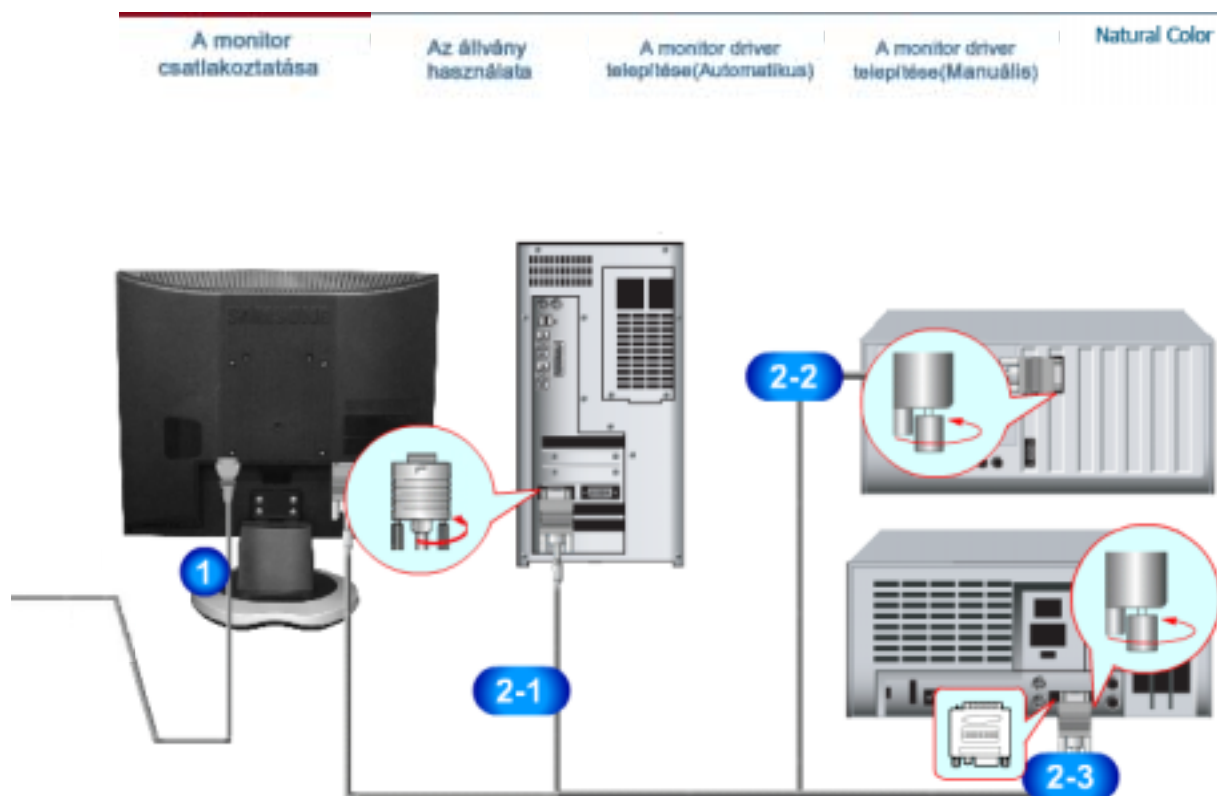 A monitor
csatlakoztatása
Az állvány
használata
A monitor driver
telepítése(Automatikus)
A monitor driver
telepítése(Manuális)
Natural Color
2-2
1
2-1
2-3